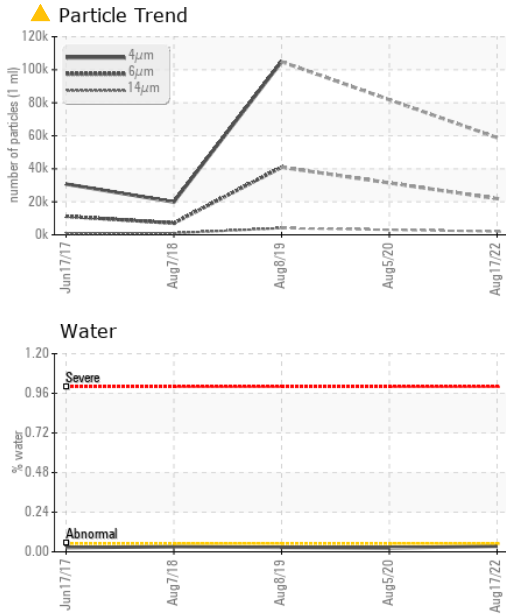 Particle Trend
120k
100k
80k
60k
40k
20k
0k
number of particles (1 ml)
4μm
6μm
14μm
Jun17/17
Aug7/18
Aug8/19
Aug5/20
Aug17/22
Water
1.20
0.96
0.72
0.48
0.24
0.00
% water
Severe
Abnormal
Jun17/17
Aug7/18
Aug8/19
Aug5/20
Aug17/22